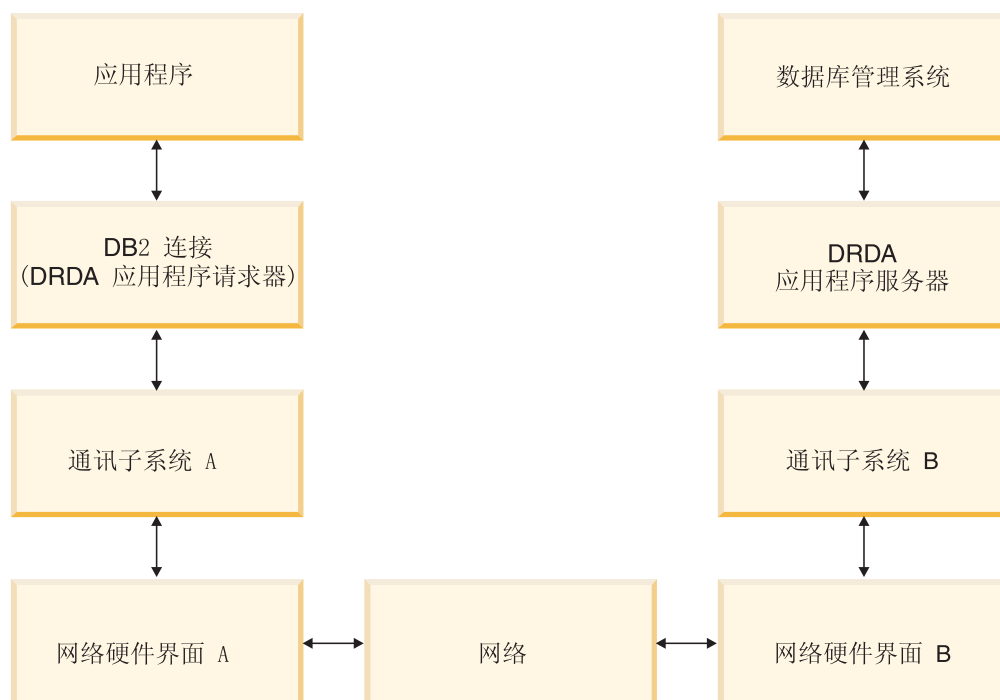 应用程序
数据库管理系统
DB2 连接
(DRDA 应用程序请求器)
DRDA
应用程序服务器
通讯子系统 A
通讯子系统 B
网络硬件界面 A
网络
网络硬件界面 B